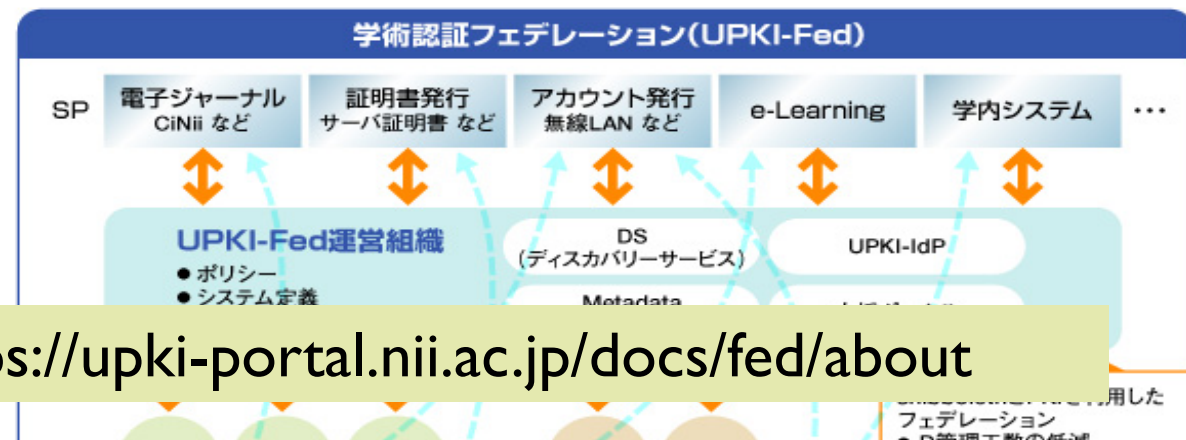 学術認証フェデレーション(UPKI-Fed)
SP
電子ジャーナル
CiNii など
証明書発行
サーバ証明書 など
アカウント発行
無線LAN など
e-Learning
学内システム
…
UPKI-Fed運営組織
● ポリシー
● システム定義
DS
(ディスカバリーサービス)
UPKI-IdP
Metadata
ps://upki-portal.nii.ac.jp/docs/fed/about
用した
フェデレーション